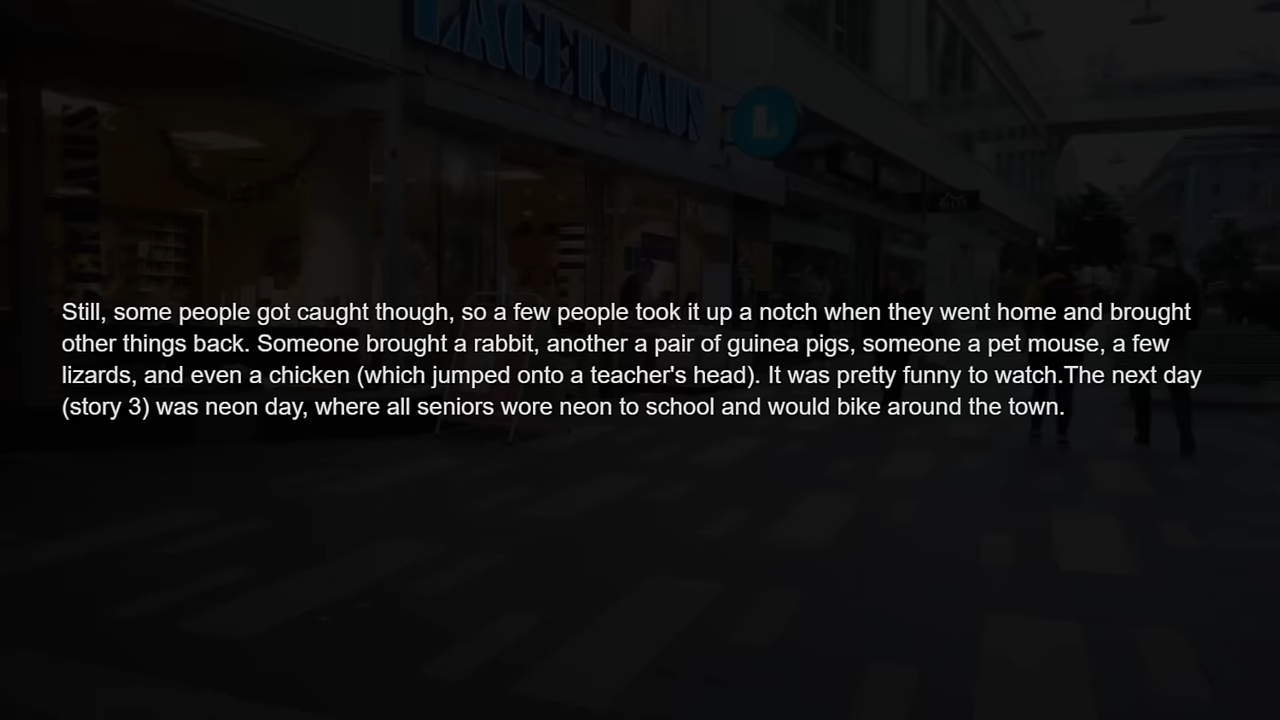 LAGERHAUS
L
Still, some people got caught though, so a few people took it up a notch when they went home and brought
other things back. Someone brought a rabbit, another a pair of guinea pigs, someone a pet mouse, a few
lizards, and even a chicken (which jumped onto a teacher's head). It was pretty funny to watch.The next day
(story 3) was neon day, where all seniors wore neon to school and would bike around the town.